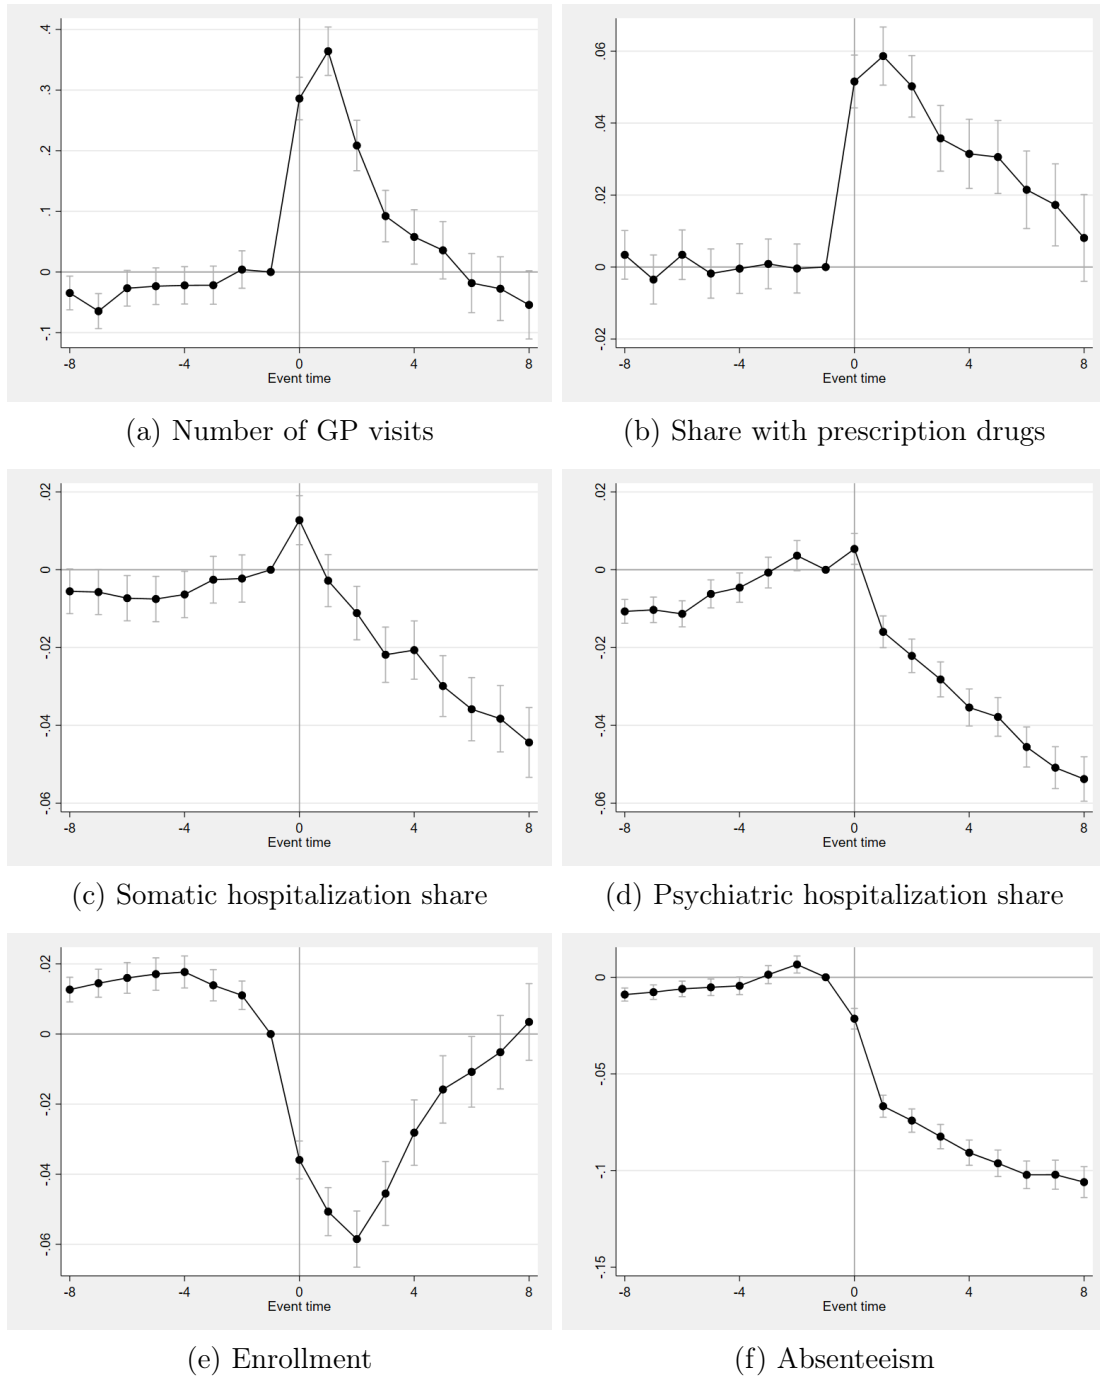 .4
.3
.2
.1
0
-.1
-8 -4 0 4 8
Event time
(a) Number of GP visits
.06
.04
.02
0
-.02
-8 -4 0 4 8
Event time
(b) Share with prescription drugs
.02
0
-.02
-.04
-.06
-8 -4 0 4 8
Event time
(c) Somatic hospitalization share
.02
0
-.02
-.04
-.06
-8 -4 0 4 8
Event time
(d) Psychiatric hospitalization share
.02
0
-.02
-.04
-.06
-8 -4 0 4 8
Event time
(e) Enrollment
0
-.05
-.1
-.15
-8 -4 0 4 8
Event time
(f) Absenteeism